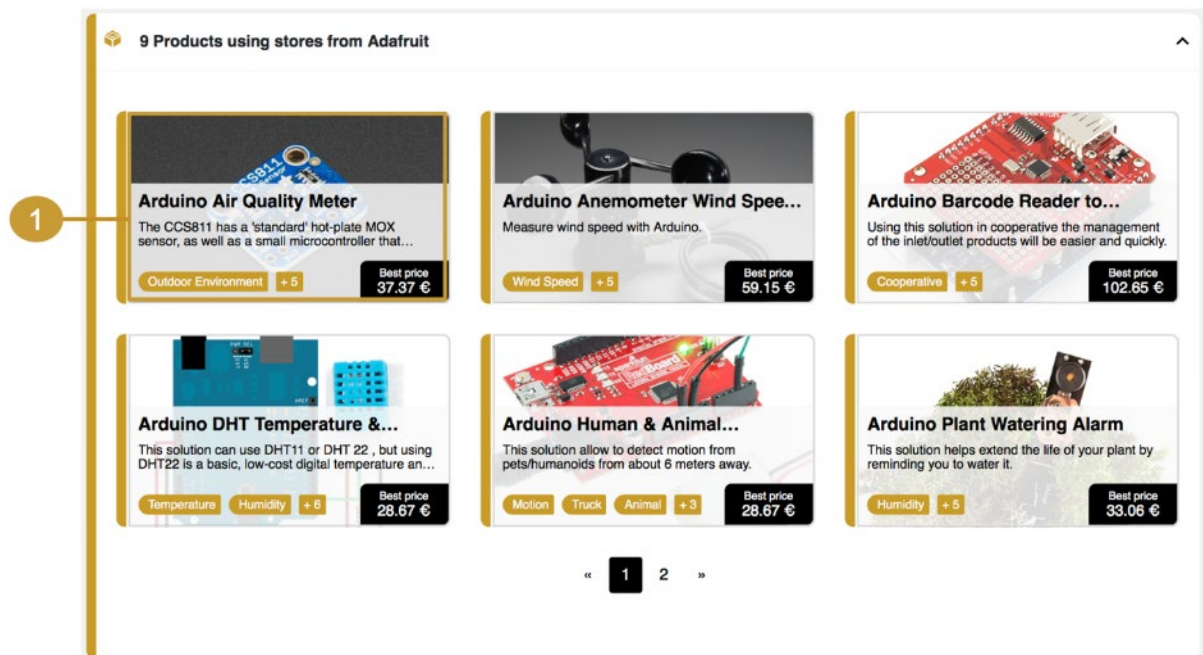 9 Products using stores from Adafruit
1
CCS811
Sensor
Arduino Air Quality Meter
The CCS811 has a 'standard' hot-plate MOX
sensor, as well as a small microcontroller that…
Outdoor Environment + 5
Best price
37.37 €
Arduino Anemometer Wind Spee…
Measure wind speed with Arduino.
Wind Speed + 5
Best price
59.15 €
Arduino Barcode Reader to…
Using this solution in cooperative the management
of the inlet/outlet products will be easier and quickly.
Cooperative + 5
Best price
102.65 €
Arduino DHT Temperature &…
This solution can use DHT11 or DHT 22 , but using
DHT22 is a basic, low-cost digital temperature an…
Temperature Humidity + 6
Best price
28.67 €
Arduino Human & Animal…
This solution allow to detect motion from
pets/humanoids from about 6 meters away.
Motion Truck Animal + 3
Best price
28.67 €
Arduino Plant Watering Alarm
This solution helps extend the life of your plant by
reminding you to water it.
Humidity + 5
Best price
33.06 €
« 1 2 »